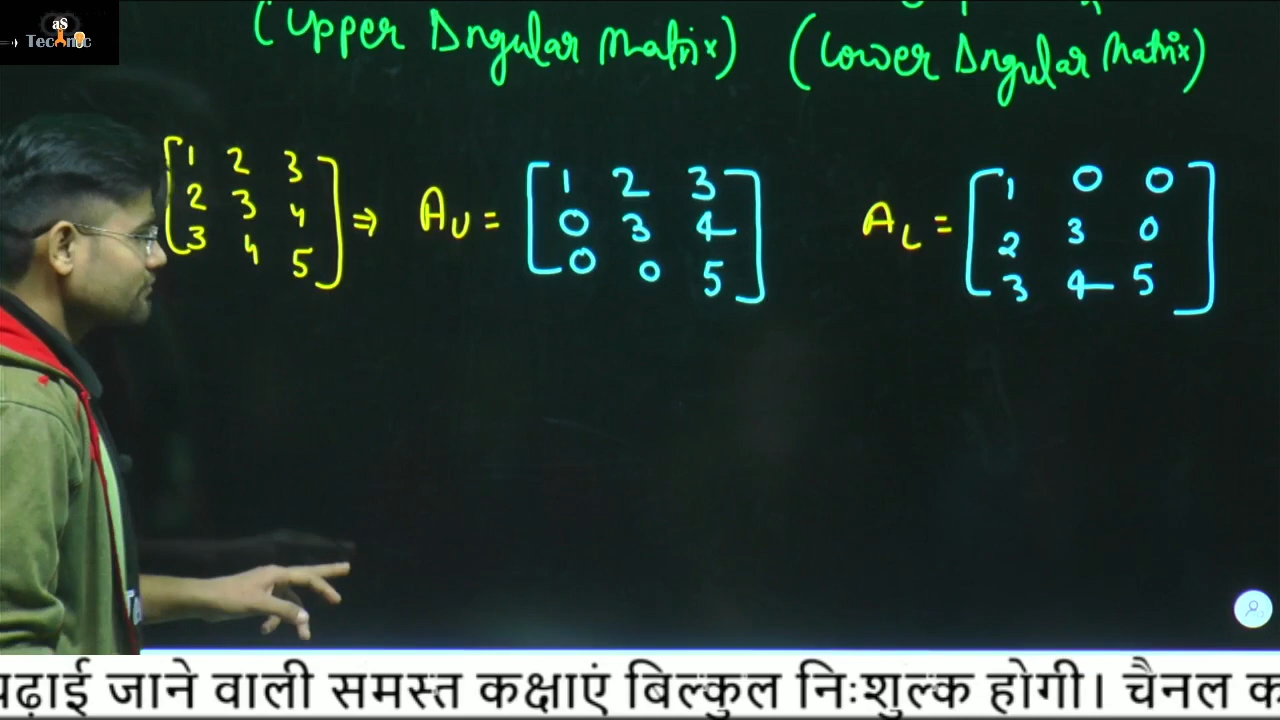 aS
Tecnic
(Upper Angular Matrix) (Lower Angular Matrix)
[1 2 3
2 3 4
3 4 5] ⇒ A_U = [1 2 3
0 3 4
0 0 5]
A_L = [1 0 0
2 3 0
3 4 5]
पढ़ाई जाने वाली समस्त कक्षाएं बिल्कुल निःशुल्क होगी। चैनल क